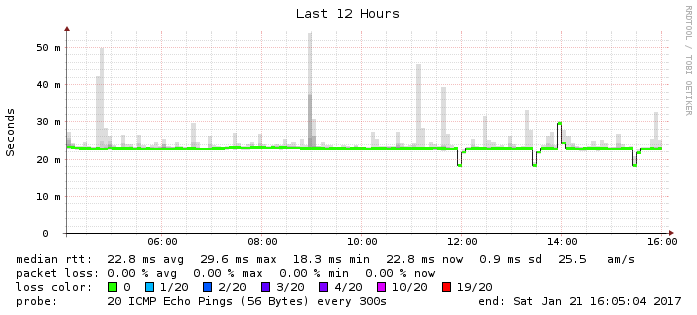 Last 12 Hours
RRDTOOL / TOBI OETIKER
Seconds
50 m
40 m
30 m
20 m
10 m
0
06:00 08:00 10:00 12:00 14:00 16:00
median rtt: 22.8 ms avg 29.6 ms max 18.3 ms min 22.8 ms now 0.9 ms sd 25.5 am/s
packet loss: 0.00 % avg 0.00 % max 0.00 % min 0.00 % now
loss color: 0 1/20 2/20 3/20 4/20 10/20 19/20
probe: 20 ICMP Echo Pings (56 Bytes) every 300s end: Sat Jan 21 16:05:04 2017